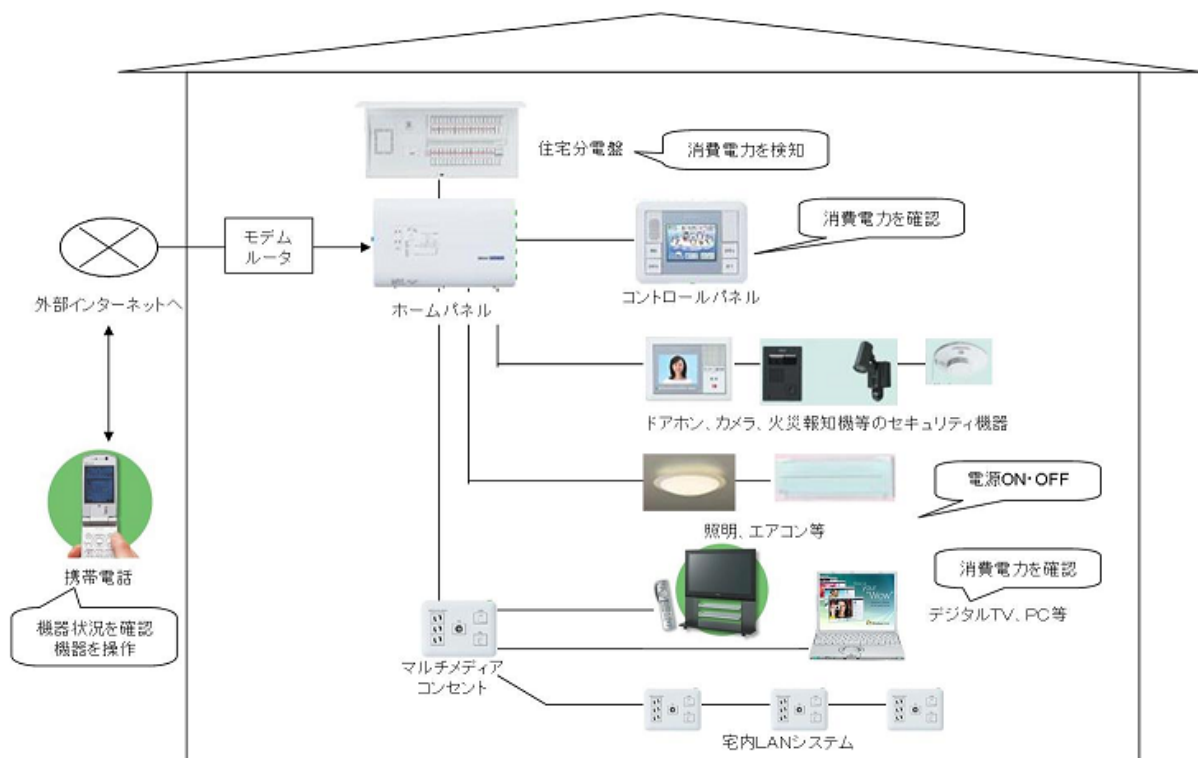 住宅分電盤
消費電力を検知
モデム
ルータ
消費電力を確認
外部インターネットへ
ホームパネル
コントロールパネル
ドアホン、カメラ、火災報知機等のセキュリティ機器
電源ON・OFF
照明、エアコン等
携帯電話
消費電力を確認
機器状況を確認
機器を操作
デジタルTV、PC等
マルチメディア
コンセント
宅内LANシステム